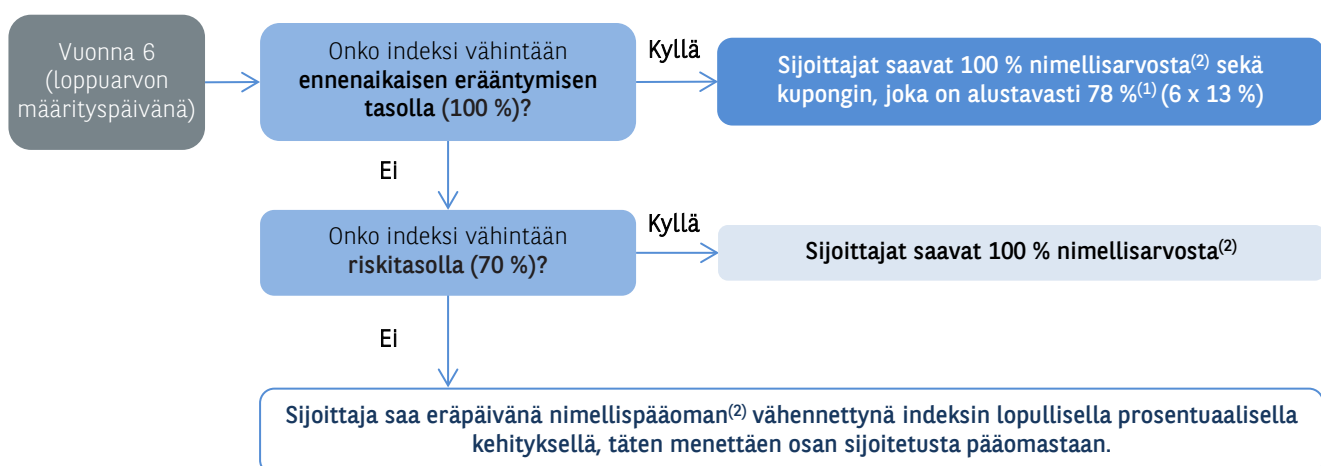 Vuonna 6
(loppuarvon
määrityspäivänä)
Onko indeksi vähintään
ennenaikaisen erääntymisen
tasolla (100 %)?
Kyllä
Sijoittajat saavat 100 % nimellisarvosta(2) sekä
kupongin, joka on alustavasti 78 %(1) (6 x 13 %)
Ei
Onko indeksi vähintään
riskitasolla (70 %)?
Kyllä
Sijoittajat saavat 100 % nimellisarvosta(2)
Ei
Sijoittaja saa eräpäivänä nimellispääoman(2) vähennettynä indeksin lopullisella prosentuaalisella
kehityksellä, täten menettäen osan sijoitetusta pääomastaan.